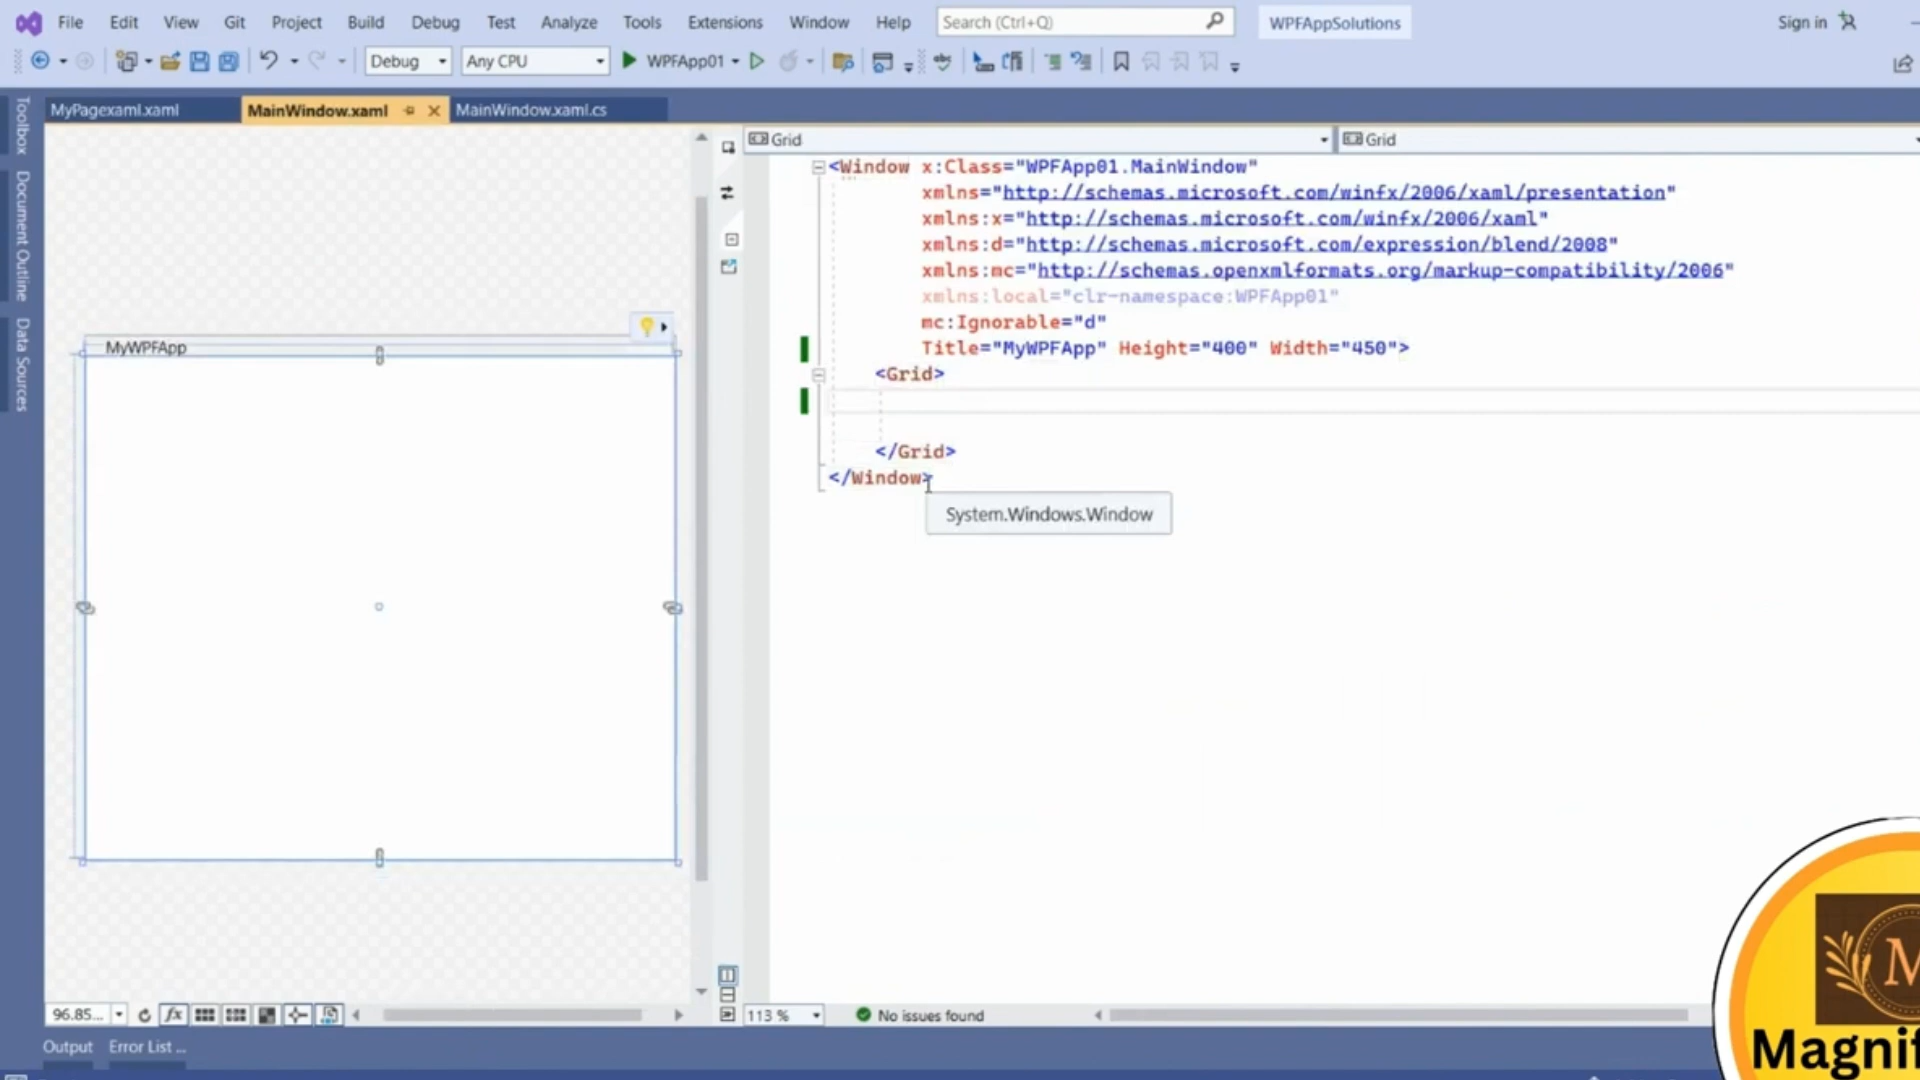 File Edit View Git Project Build Debug Test Analyze Tools Extensions Window Help Search (Ctrl+Q) WPFAppSolutions Sign in
Debug Any CPU WPFApp01
MyPagexaml.xaml MainWindow.xaml MainWindow.xaml.cs
Toolbox
Document Outline
Data Sources
Grid Grid
<Window x:Class="WPFApp01.MainWindow"
xmlns="http://schemas.microsoft.com/winfx/2006/xaml/presentation"
xmlns:x="http://schemas.microsoft.com/winfx/2006/xaml"
xmlns:d="http://schemas.microsoft.com/expression/blend/2008"
xmlns:mc="http://schemas.openxmlformats.org/markup-compatibility/2006"
xmlns:local="clr-namespace:WPFApp01"
mc:Ignorable="d"
Title="MyWPFApp" Height="400" Width="450">
<Grid>
</Grid>
</Window>
System.Windows.Window
MyWPFApp
96.85... fx 113 % No issues found
Output Error List ...
M
Magnif